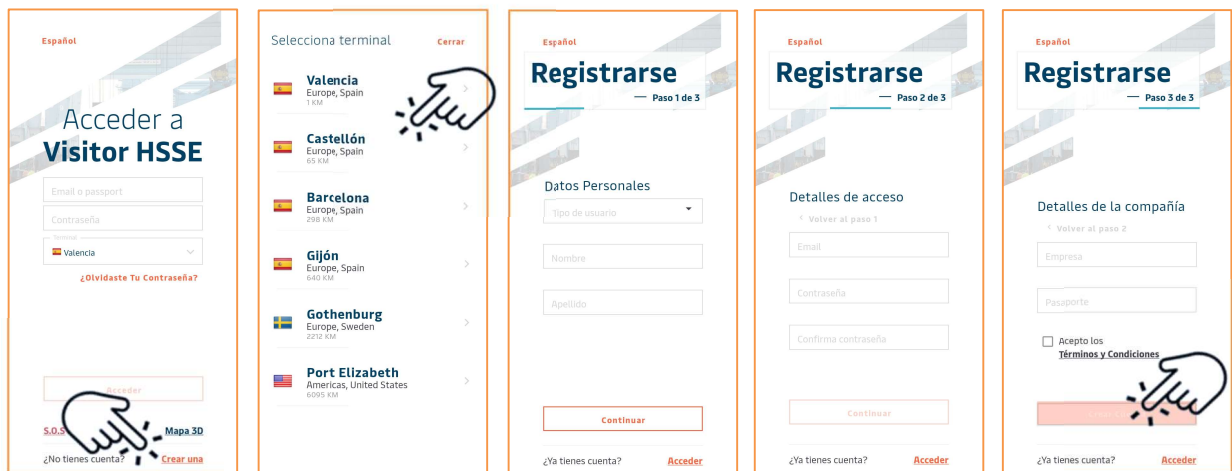 Español
Acceder a
Visitor HSSE
Email o passport
Contraseña
Terminal
Valencia
¿Olvidaste Tu Contraseña?
Acceder
S.O.S
Mapa 3D
¿No tienes cuenta?
Crear una
Selecciona terminal
Cerrar
Valencia
Europe, Spain
1 KM
Castellón
Europe, Spain
65 KM
Barcelona
Europe, Spain
298 KM
Gijón
Europe, Spain
640 KM
Gothenburg
Europe, Sweden
2212 KM
Port Elizabeth
Americas, United States
6095 KM
Español
Registrarse
— Paso 1 de 3
Datos Personales
Tipo de usuario
Nombre
Apellido
Continuar
¿Ya tienes cuenta?
Acceder
Español
Registrarse
— Paso 2 de 3
Detalles de acceso
< Volver al paso 1
Email
Contraseña
Confirma contraseña
Continuar
¿Ya tienes cuenta?
Acceder
Español
Registrarse
— Paso 3 de 3
Detalles de la compañía
< Volver al paso 2
Empresa
Pasaporte
Acepto los
Términos y Condiciones
¿Ya tienes cuenta?
Acceder